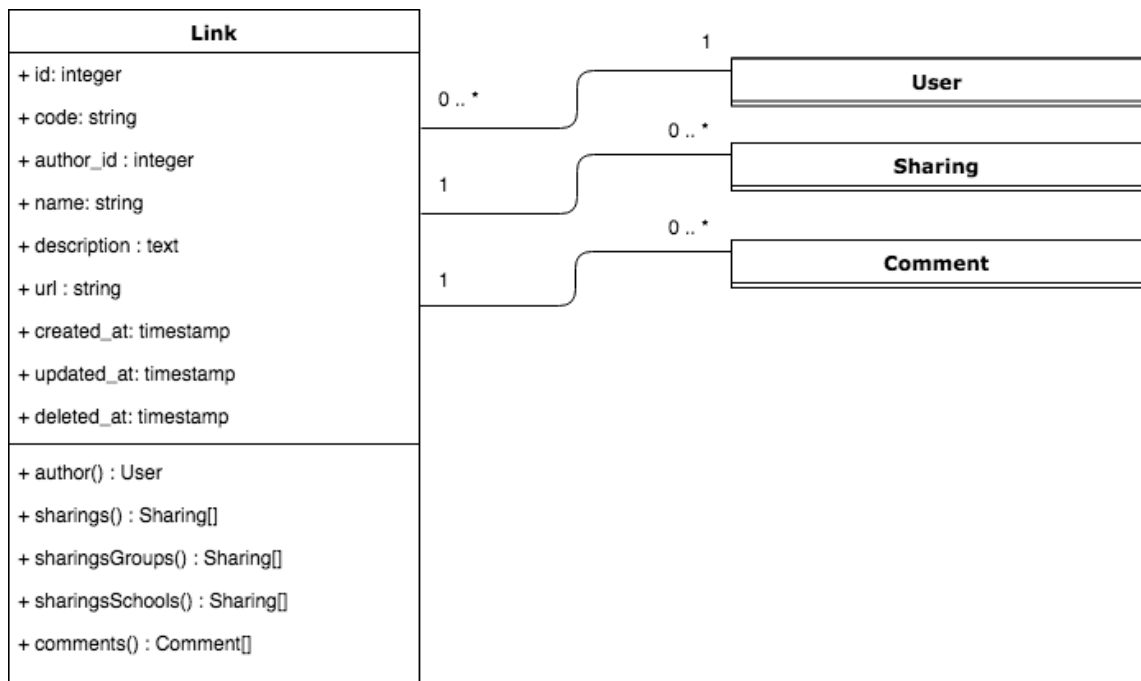 Link
+ id: integer
+ code: string
+ author_id : integer
+ name: string
+ description : text
+ url : string
+ created_at: timestamp
+ updated_at: timestamp
+ deleted_at: timestamp
+ author() : User
+ sharings() : Sharing[]
+ sharingsGroups() : Sharing[]
+ sharingsSchools() : Sharing[]
+ comments() : Comment[]
0 .. *
1
User
1
0 .. *
Sharing
1
0 .. *
Comment